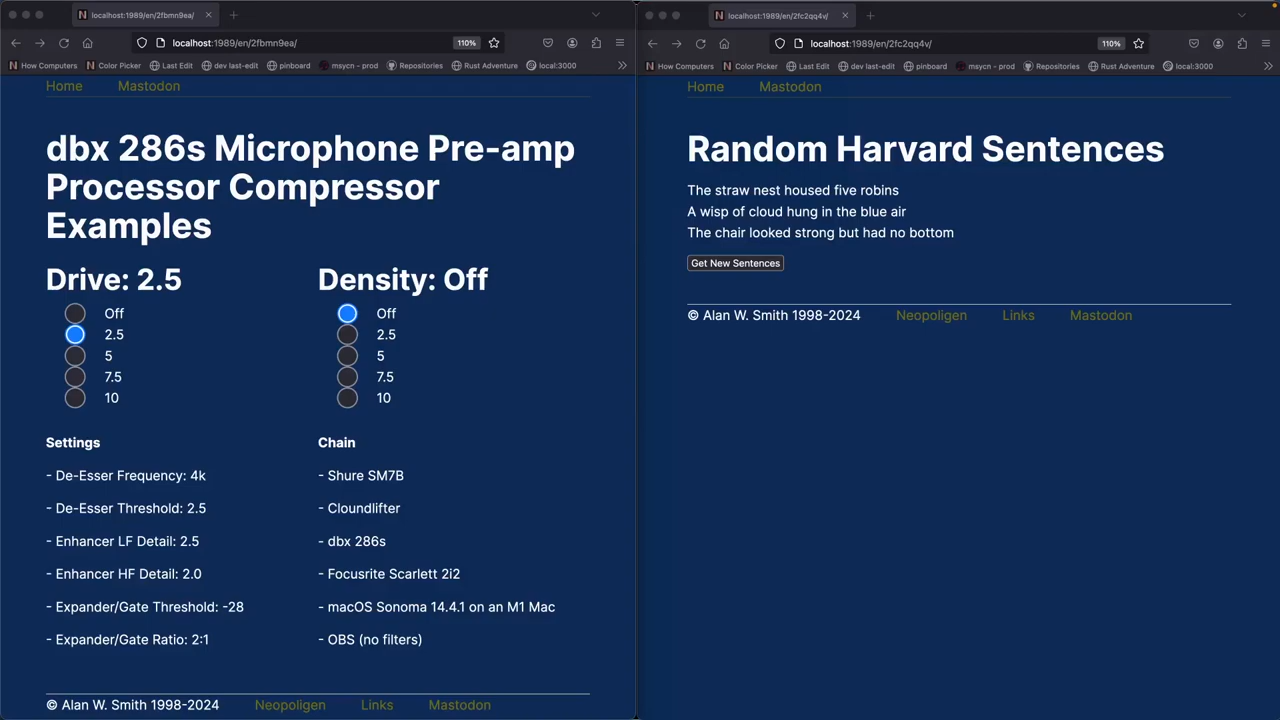 localhost:1989/en/2fbmn9ea/
localhost:1989/en/2fbmn9ea/
110%
How Computers
Color Picker
Last Edit
dev last-edit
pinboard
msycn - prod
Repositories
Rust Adventure
local:3000
Home
Mastodon
dbx 286s Microphone Pre-amp
Processor Compressor
Examples
Drive: 2.5
Off
2.5
5
7.5
10
Density: Off
Off
2.5
5
7.5
10
Settings
- De-Esser Frequency: 4k
- De-Esser Threshold: 2.5
- Enhancer LF Detail: 2.5
- Enhancer HF Detail: 2.0
- Expander/Gate Threshold: -28
- Expander/Gate Ratio: 2:1
Chain
- Shure SM7B
- Cloundlifter
- dbx 286s
- Focusrite Scarlett 2i2
- macOS Sonoma 14.4.1 on an M1 Mac
- OBS (no filters)
© Alan W. Smith 1998-2024
Neopoligen
Links
Mastodon
localhost:1989/en/2fc2qq4v/
localhost:1989/en/2fc2qq4v/
110%
How Computers
Color Picker
Last Edit
dev last-edit
pinboard
msycn - prod
Repositories
Rust Adventure
local:3000
Home
Mastodon
Random Harvard Sentences
The straw nest housed five robins
A wisp of cloud hung in the blue air
The chair looked strong but had no bottom
Get New Sentences
© Alan W. Smith 1998-2024
Neopoligen
Links
Mastodon